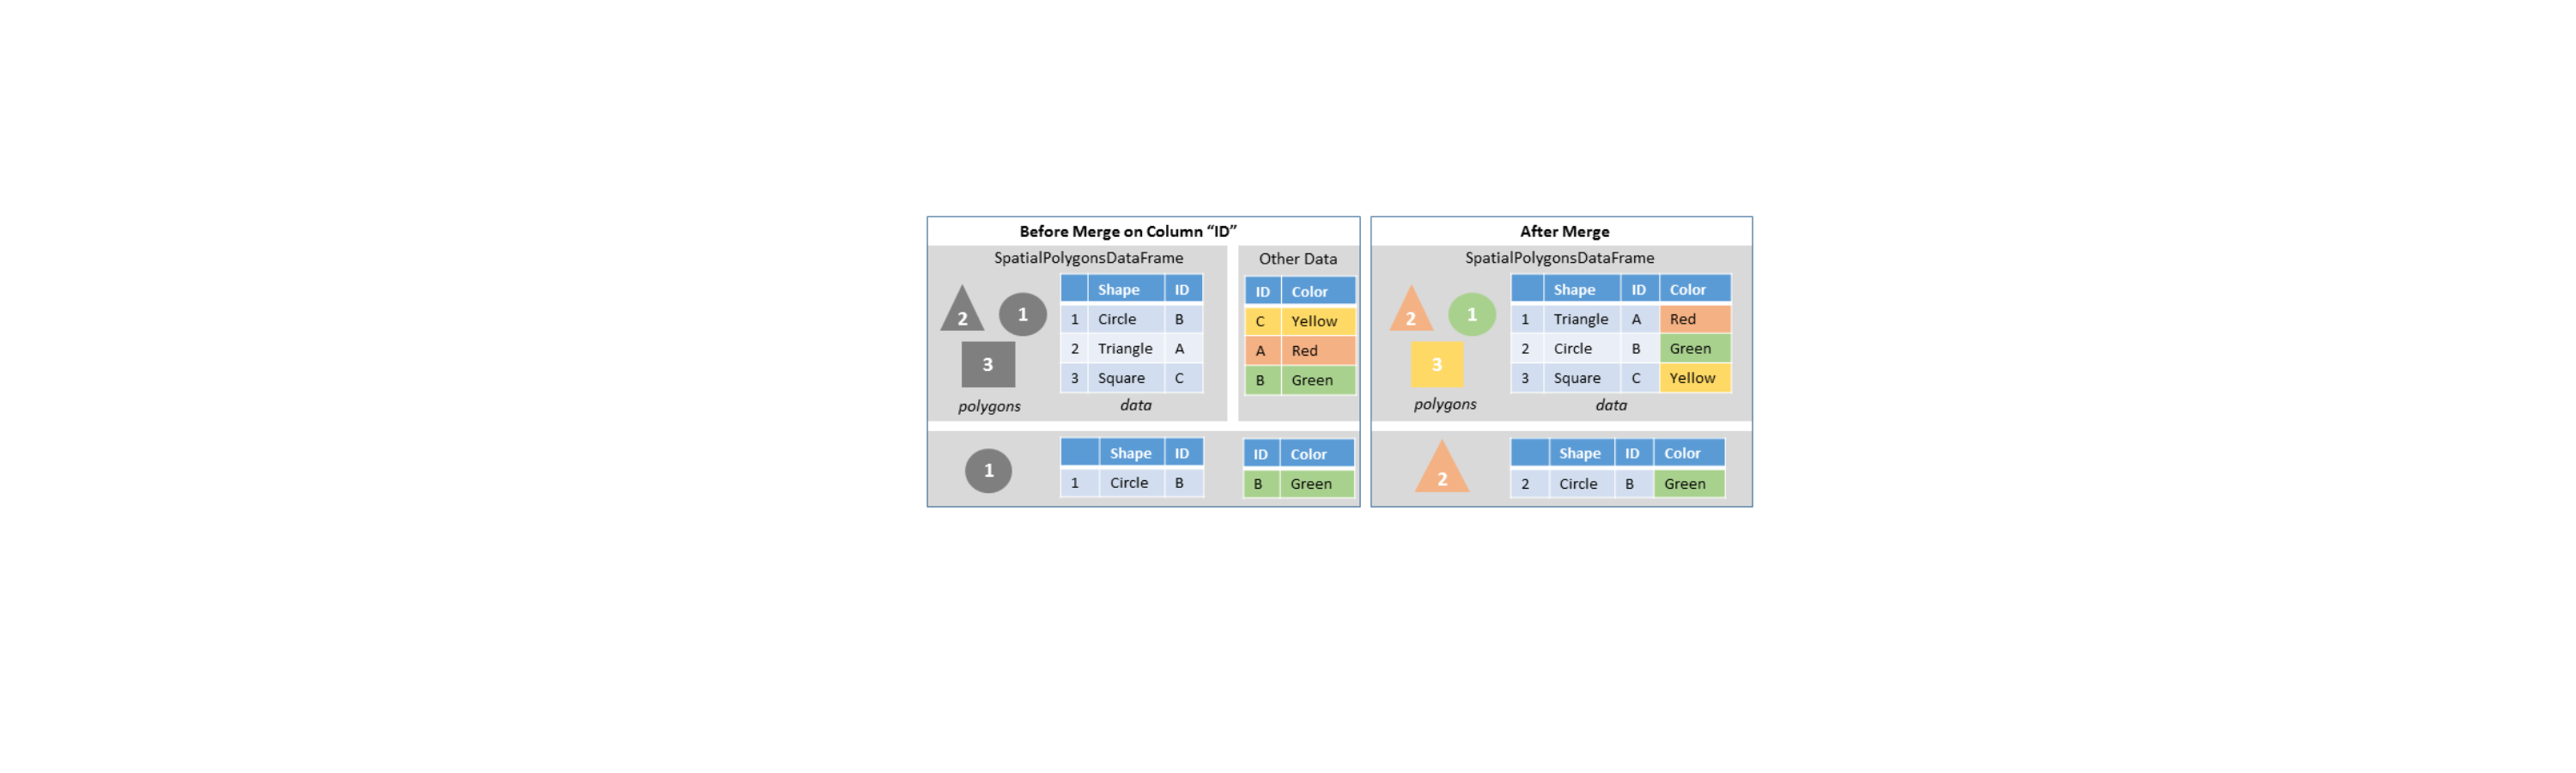 Before Merge on Column “ID”
SpatialPolygonsDataFrame
2
1
3
polygons
Shape ID
1 Circle B
2 Triangle A
3 Square C
data
Other Data
ID Color
C Yellow
A Red
B Green
1
Shape ID
1 Circle B
ID Color
B Green
After Merge
SpatialPolygonsDataFrame
2
1
3
polygons
Shape ID Color
1 Triangle A Red
2 Circle B Green
3 Square C Yellow
data
2
Shape ID Color
2 Circle B Green